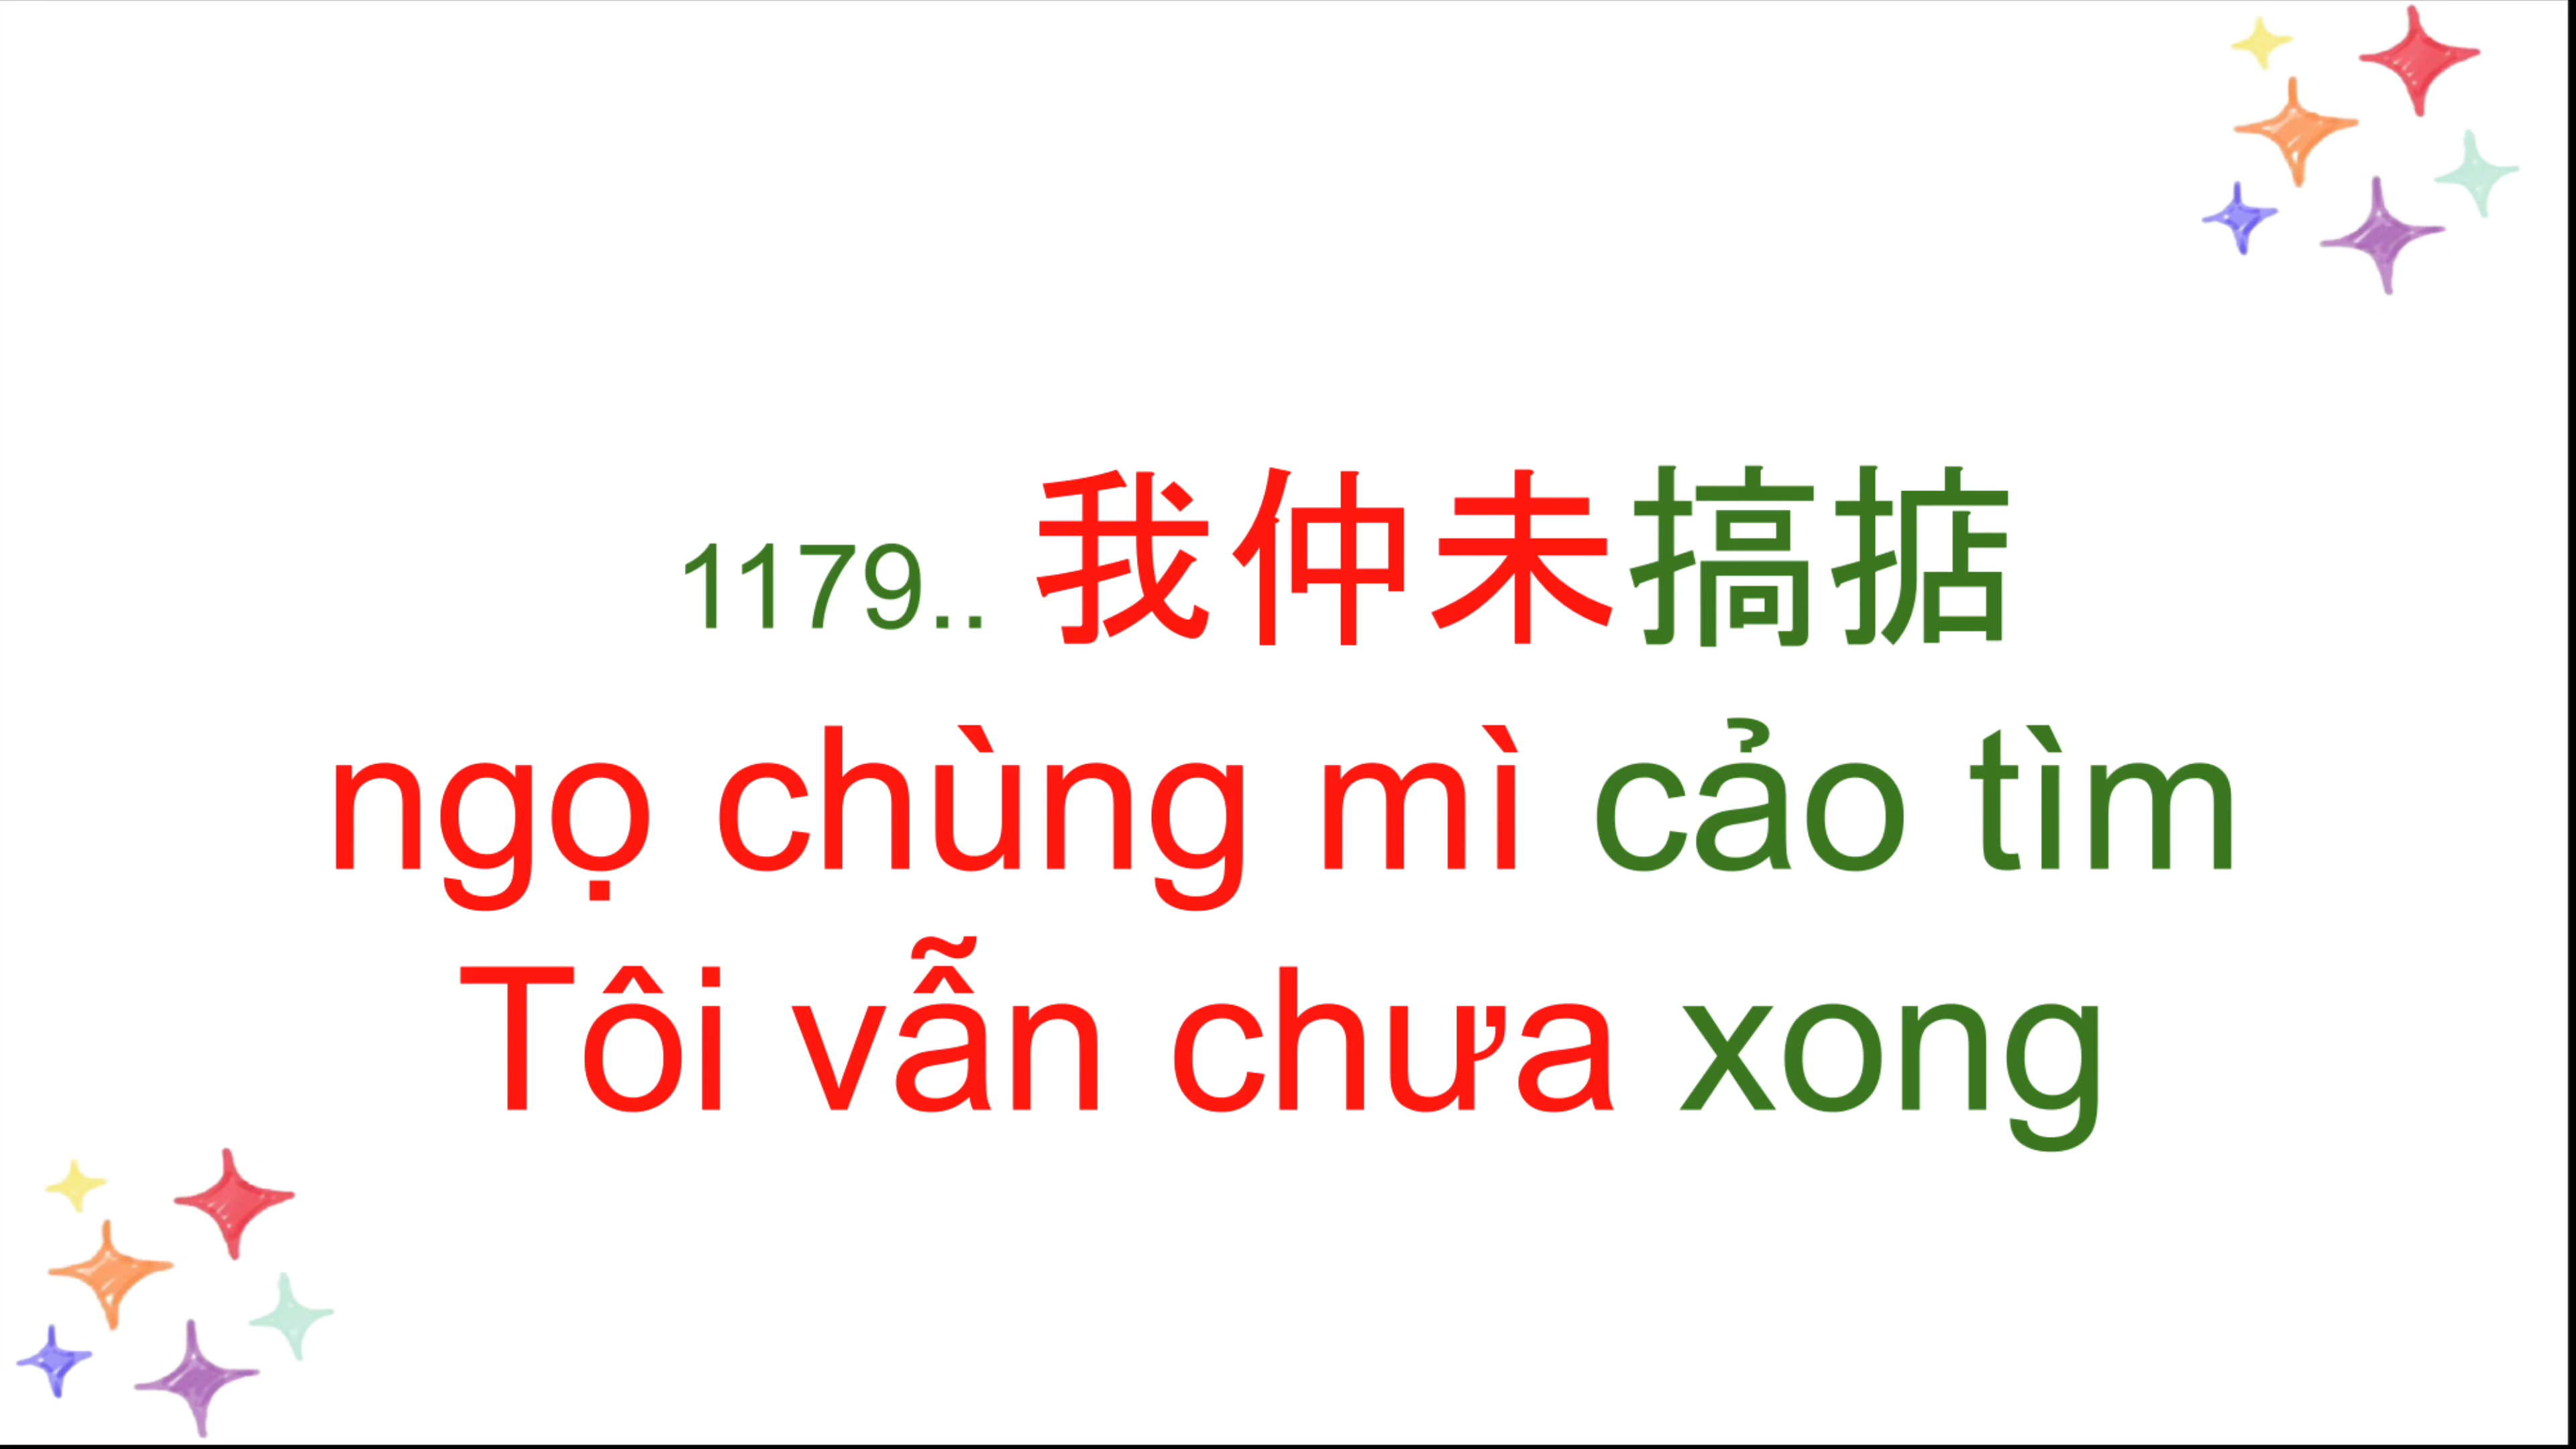 1179.. 我仲未搞掂
ngọ chùng mì cảo tìm
Tôi vẫn chưa xong